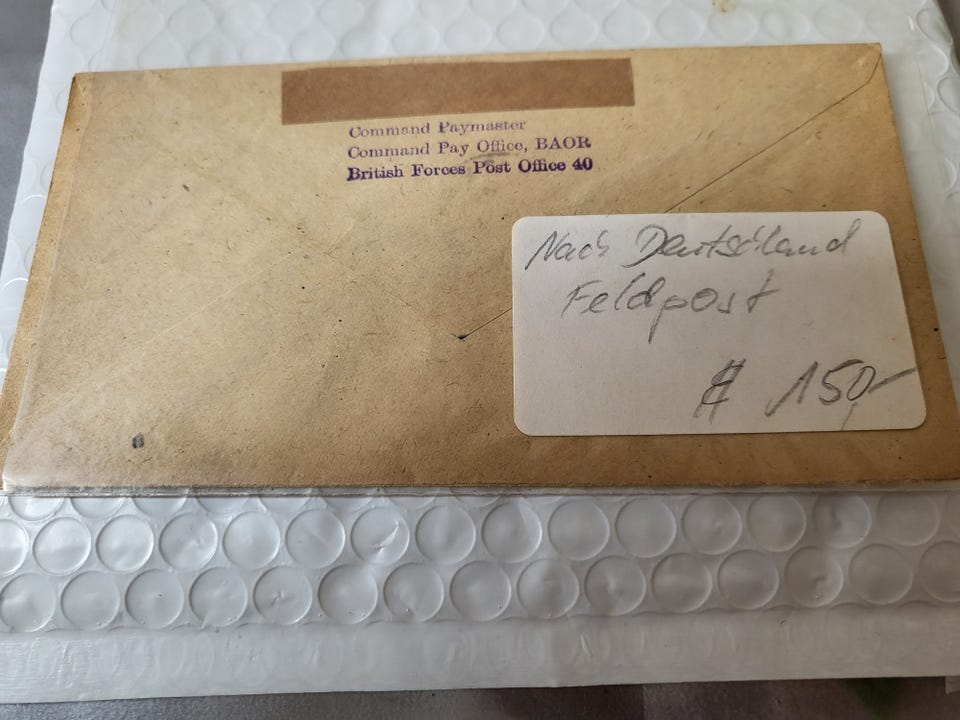 Command Paymaster
Command Pay Office, BAOR
British Forces Post Office 40
Nach Deutschland
Feldpost
150,-